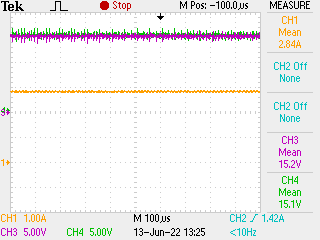 Tek Stop M Pos: -100.0µs MEASURE
CH1
Mean
2.84A
CH2 Off
None
CH2 Off
None
CH3
Mean
15.2V
CH4
Mean
15.1V
CH1 1.00A M 100µs CH2 1.42A
CH3 5.00V CH4 5.00V 13-Jun-22 13:25 <10Hz